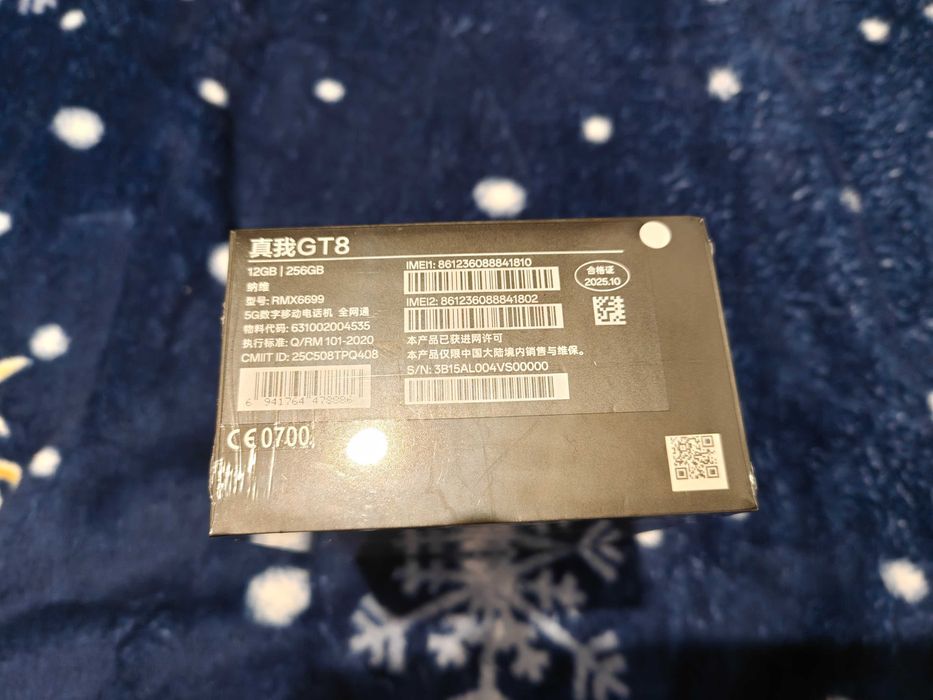 真我GT8
12GB | 256GB
纳维
型号: RMX6699
5G数字移动电话机 全网通
物料代码: 631002004535
执行标准: Q/RM 101-2020
CMIIT ID: 25C508TPQ408
6 941764 478886
IMEI1: 861236088841810
IMEI2: 861236088841802
本产品已获进网许可
本产品仅限中国大陆境内销售与维保。
S/N: 3B15AL004VS00000
合格证
2025.10
CE 0700